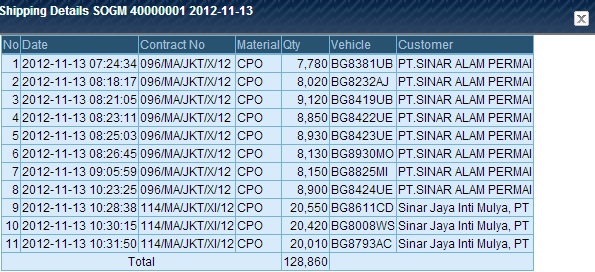 Shipping Details SOGM 40000001 2012-11-13
No Date Contract No Material Qty Vehicle Customer
1 2012-11-13 07:24:34 096/MA/JKT/X/12 CPO 7,780 BG8381UB PT.SINAR ALAM PERMAI
2 2012-11-13 08:18:17 096/MA/JKT/X/12 CPO 8,020 BG8232AJ PT.SINAR ALAM PERMAI
3 2012-11-13 08:21:05 096/MA/JKT/X/12 CPO 9,120 BG8419UB PT.SINAR ALAM PERMAI
4 2012-11-13 08:23:11 096/MA/JKT/X/12 CPO 8,850 BG8422UE PT.SINAR ALAM PERMAI
5 2012-11-13 08:25:03 096/MA/JKT/X/12 CPO 8,930 BG8423UE PT.SINAR ALAM PERMAI
6 2012-11-13 08:26:45 096/MA/JKT/X/12 CPO 8,130 BG8930MO PT.SINAR ALAM PERMAI
7 2012-11-13 09:05:59 096/MA/JKT/X/12 CPO 8,150 BG8825MI PT.SINAR ALAM PERMAI
8 2012-11-13 10:23:25 096/MA/JKT/X/12 CPO 8,900 BG8424UE PT.SINAR ALAM PERMAI
9 2012-11-13 10:28:38 114/MA/JKT/XI/12 CPO 20,550 BG8611CD Sinar Jaya Inti Mulya, PT
10 2012-11-13 10:30:15 114/MA/JKT/XI/12 CPO 20,420 BG8008WS Sinar Jaya Inti Mulya, PT
11 2012-11-13 10:31:50 114/MA/JKT/XI/12 CPO 20,010 BG8793AC Sinar Jaya Inti Mulya, PT
Total 128,860